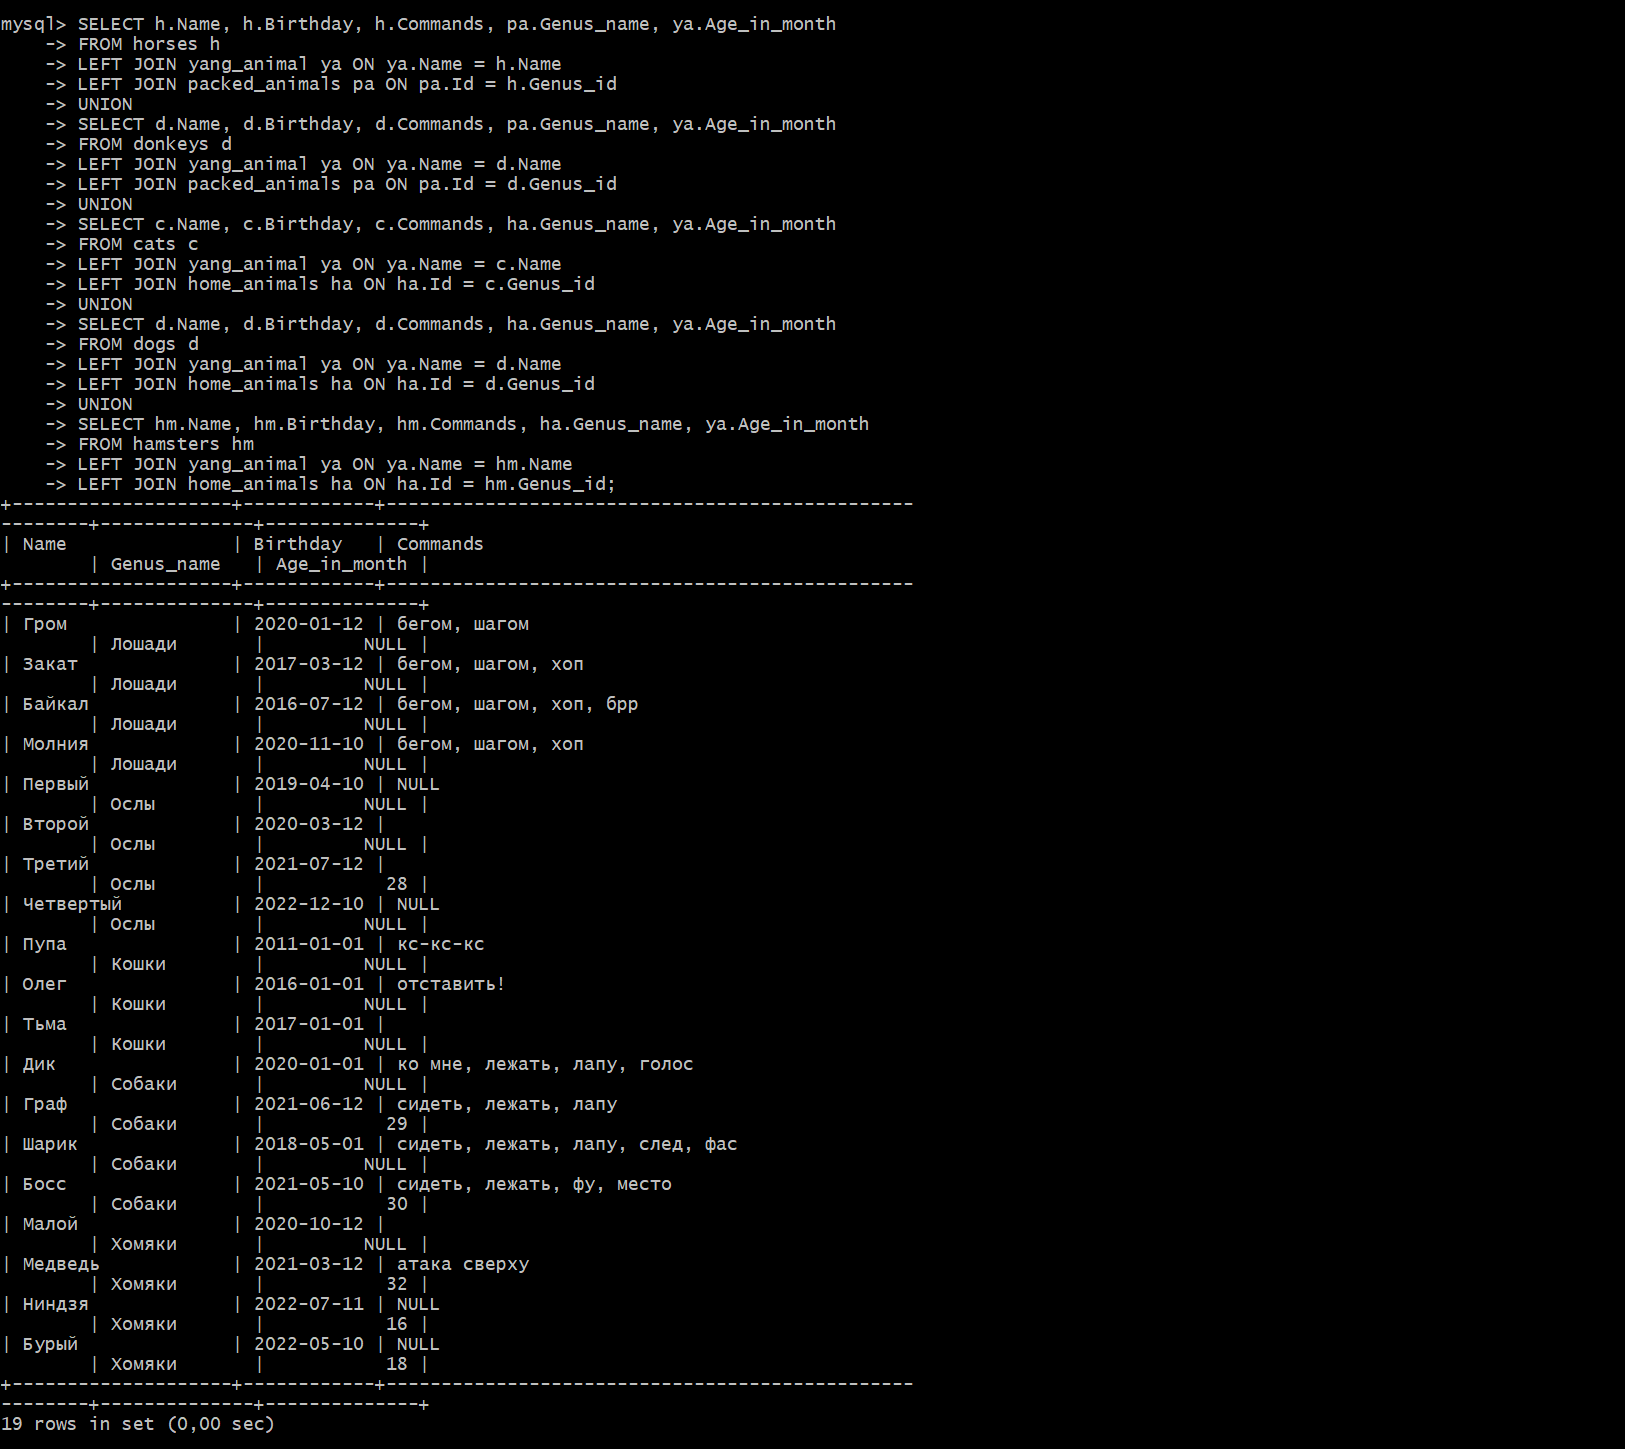 mysql> SELECT h.Name, h.Birthday, h.Commands, pa.Genus_name, ya.Age_in_month
    -> FROM horses h
    -> LEFT JOIN yang_animal ya ON ya.Name = h.Name
    -> LEFT JOIN packed_animals pa ON pa.Id = h.Genus_id
    -> UNION
    -> SELECT d.Name, d.Birthday, d.Commands, pa.Genus_name, ya.Age_in_month
    -> FROM donkeys d
    -> LEFT JOIN yang_animal ya ON ya.Name = d.Name
    -> LEFT JOIN packed_animals pa ON pa.Id = d.Genus_id
    -> UNION
    -> SELECT c.Name, c.Birthday, c.Commands, ha.Genus_name, ya.Age_in_month
    -> FROM cats c
    -> LEFT JOIN yang_animal ya ON ya.Name = c.Name
    -> LEFT JOIN home_animals ha ON ha.Id = c.Genus_id
    -> UNION
    -> SELECT d.Name, d.Birthday, d.Commands, ha.Genus_name, ya.Age_in_month
    -> FROM dogs d
    -> LEFT JOIN yang_animal ya ON ya.Name = d.Name
    -> LEFT JOIN home_animals ha ON ha.Id = d.Genus_id
    -> UNION
    -> SELECT hm.Name, hm.Birthday, hm.Commands, ha.Genus_name, ya.Age_in_month
    -> FROM hamsters hm
    -> LEFT JOIN yang_animal ya ON ya.Name = hm.Name
    -> LEFT JOIN home_animals ha ON ha.Id = hm.Genus_id;
+--------------------+------------+------------------------------------------------
--------+--------------+--------------+
| Name               | Birthday   | Commands
        | Genus_name   | Age_in_month |
+--------------------+------------+------------------------------------------------
--------+--------------+--------------+
| Гром               | 2020-01-12 | бегом, шагом
        | Лошади       |         NULL |
| Закат              | 2017-03-12 | бегом, шагом, хоп
        | Лошади       |         NULL |
| Байкал             | 2016-07-12 | бегом, шагом, хоп, брр
        | Лошади       |         NULL |
| Молния             | 2020-11-10 | бегом, шагом, хоп
        | Лошади       |         NULL |
| Первый             | 2019-04-10 | NULL
        | Ослы         |         NULL |
| Второй             | 2020-03-12 |
        | Ослы         |         NULL |
| Третий             | 2021-07-12 |
        | Ослы         |           28 |
| Четвертый          | 2022-12-10 | NULL
        | Ослы         |         NULL |
| Пупа               | 2011-01-01 | кс-кс-кс
        | Кошки        |         NULL |
| Олег               | 2016-01-01 | отставить!
        | Кошки        |         NULL |
| Тьма               | 2017-01-01 |
        | Кошки        |         NULL |
| Дик                | 2020-01-01 | ко мне, лежать, лапу, голос
        | Собаки       |         NULL |
| Граф               | 2021-06-12 | сидеть, лежать, лапу
        | Собаки       |           29 |
| Шарик              | 2018-05-01 | сидеть, лежать, лапу, след, фас
        | Собаки       |         NULL |
| Босс               | 2021-05-10 | сидеть, лежать, фу, место
        | Собаки       |           30 |
| Малой              | 2020-10-12 |
        | Хомяки       |         NULL |
| Медведь            | 2021-03-12 | атака сверху
        | Хомяки       |           32 |
| Ниндзя             | 2022-07-11 | NULL
        | Хомяки       |           16 |
| Бурый              | 2022-05-10 | NULL
        | Хомяки       |           18 |
+--------------------+------------+------------------------------------------------
--------+--------------+--------------+
19 rows in set (0,00 sec)